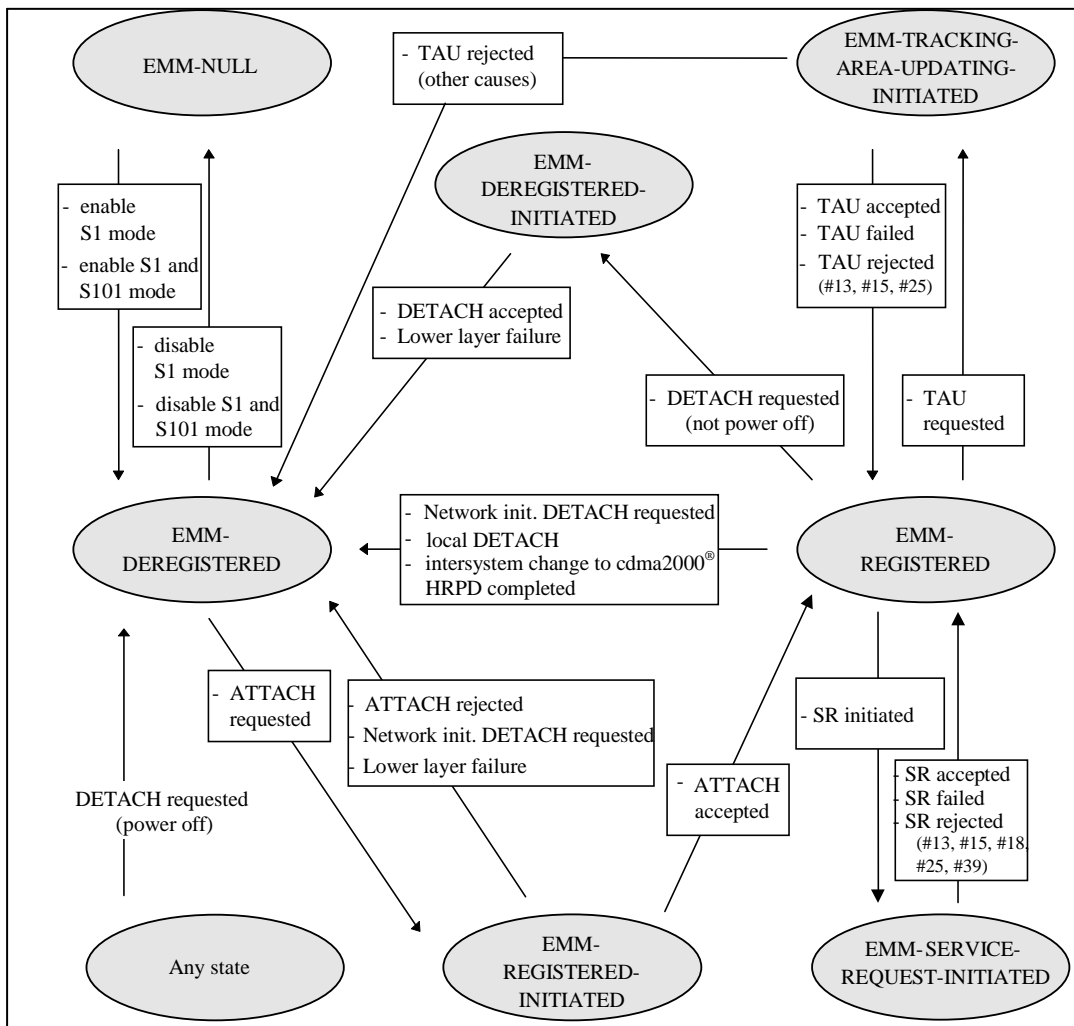 EMM-NULL
- TAU rejected
(other causes)
EMM-TRACKING-
AREA-UPDATING-
INITIATED
EMM-
DEREGISTERED-
INITIATED
- enable
S1 mode
- enable S1 and
S101 mode
- TAU accepted
- TAU failed
- TAU rejected
(#13, #15, #25)
- DETACH accepted
- Lower layer failure
- disable
S1 mode
- disable S1 and
S101 mode
- DETACH requested
(not power off)
- TAU
requested
EMM-
DEREGISTERED
- Network init. DETACH requested
- local DETACH
- intersystem change to cdma2000®
HRPD completed
EMM-
REGISTERED
- ATTACH
requested
- ATTACH rejected
- Network init. DETACH requested
- Lower layer failure
- SR initiated
DETACH requested
(power off)
- ATTACH
accepted
- SR accepted
- SR failed
- SR rejected
(#13, #15, #18,
#25, #39)
Any state
EMM-
REGISTERED-
INITIATED
EMM-SERVICE-
REQUEST-INITIATED